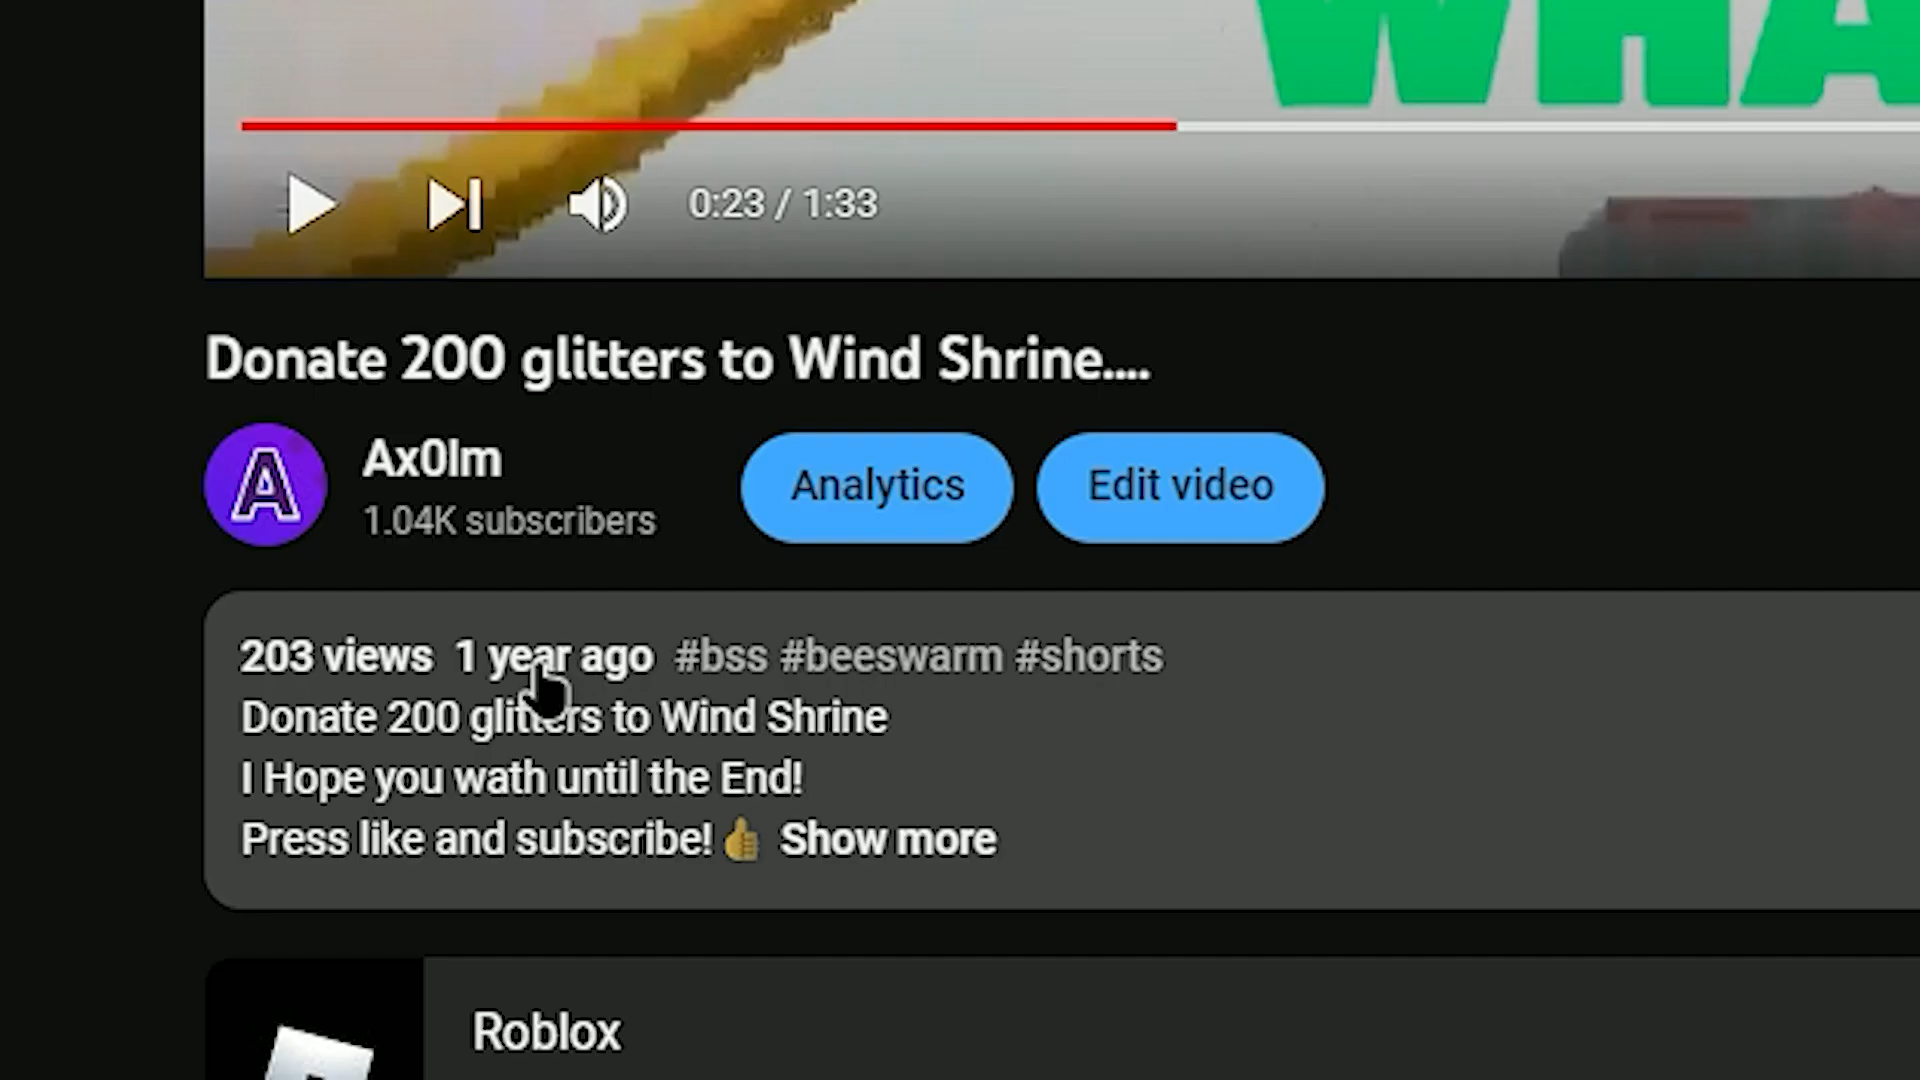 WHA
0:23 / 1:33
Donate 200 glitters to Wind Shrine....
A
Ax0lm
1.04K subscribers
Analytics
Edit video
203 views 1 year ago #bss #beeswarm #shorts
Donate 200 glitters to Wind Shrine
I Hope you wath until the End!
Press like and subscribe!👍 Show more
Roblox